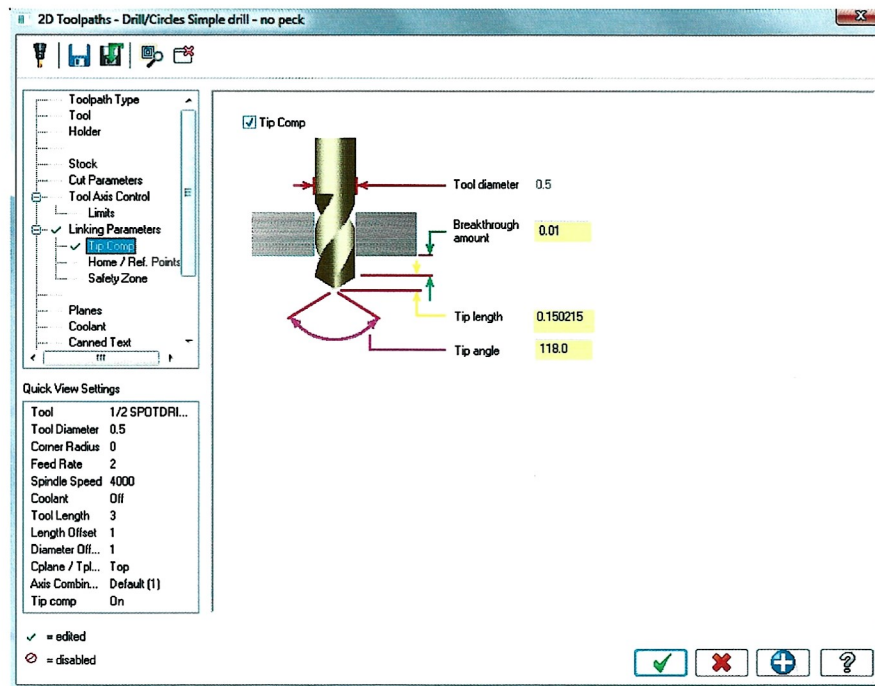 2D Toolpaths - Drill/Circles Simple drill - no peck
Toolpath Type
Tool
Holder
Stock
Cut Parameters
Tool Axis Control
Limits
Linking Parameters
Tip Comp
Home / Ref. Points
Safety Zone
Planes
Coolant
Canned Text
Quick View Settings
Tool 1/2 SPOTDRI...
Tool Diameter 0.5
Corner Radius 0
Feed Rate 2
Spindle Speed 4000
Coolant Off
Tool Length 3
Length Offset 1
Diameter Off... 1
Cplane / Tpl... Top
Axis Combin... Default (1)
Tip comp On
= edited
= disabled
Tip Comp
Tool diameter 0.5
Breakthrough
amount 0.01
Tip length 0.150215
Tip angle 118.0